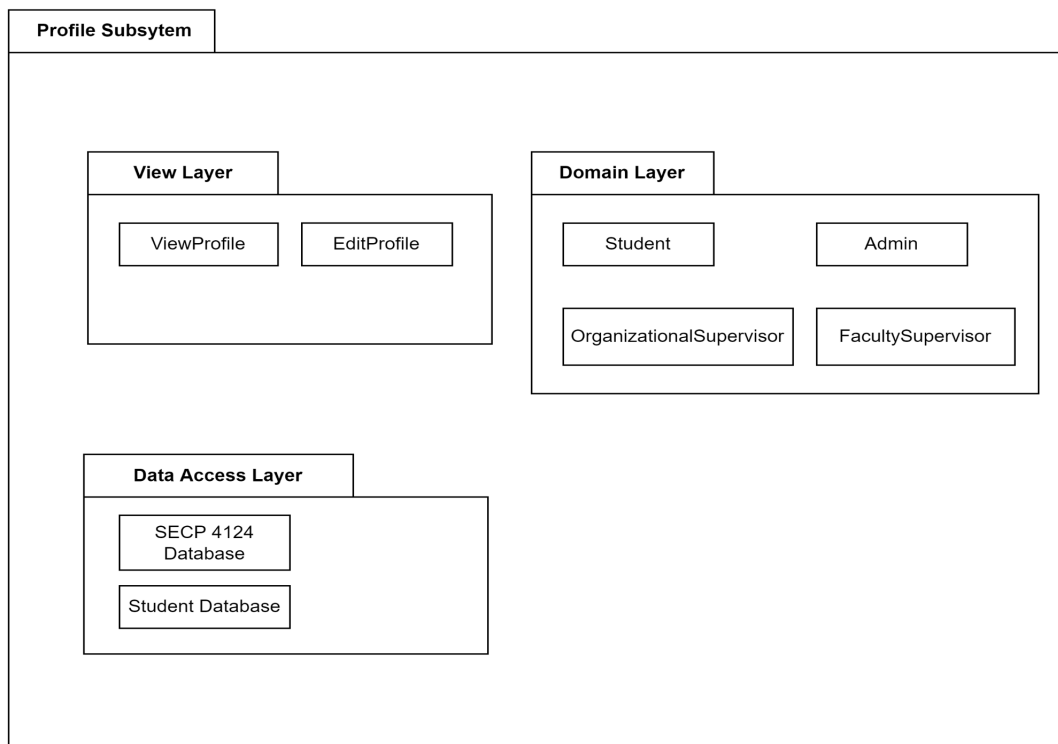 Profile Subsytem
View Layer
ViewProfile
EditProfile
Domain Layer
Student
Admin
OrganizationalSupervisor
FacultySupervisor
Data Access Layer
SECP 4124
Database
Student Database